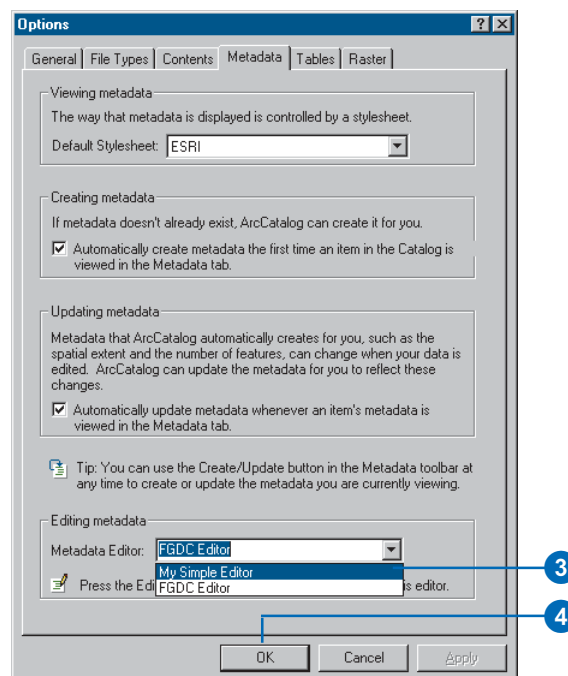 Options
General File Types Contents Metadata Tables Raster
Viewing metadata
The way that metadata is displayed is controlled by a stylesheet.
Default Stylesheet: ESRI
Creating metadata
If metadata doesn't already exist, ArcCatalog can create it for you.
Automatically create metadata the first time an item in the Catalog is
viewed in the Metadata tab.
Updating metadata
Metadata that ArcCatalog automatically creates for you, such as the
spatial extent and the number of features, can change when your data is
edited. ArcCatalog can update the metadata for you to reflect these
changes.
Automatically update metadata whenever an item's metadata is
viewed in the Metadata tab.
Tip: You can use the Create/Update button in the Metadata toolbar at
any time to create or update the metadata you are currently viewing.
Editing metadata
Metadata Editor: FGDC Editor
My Simple Editor 3
Press the Edi FGDC Editor is editor.
4
OK Cancel Apply